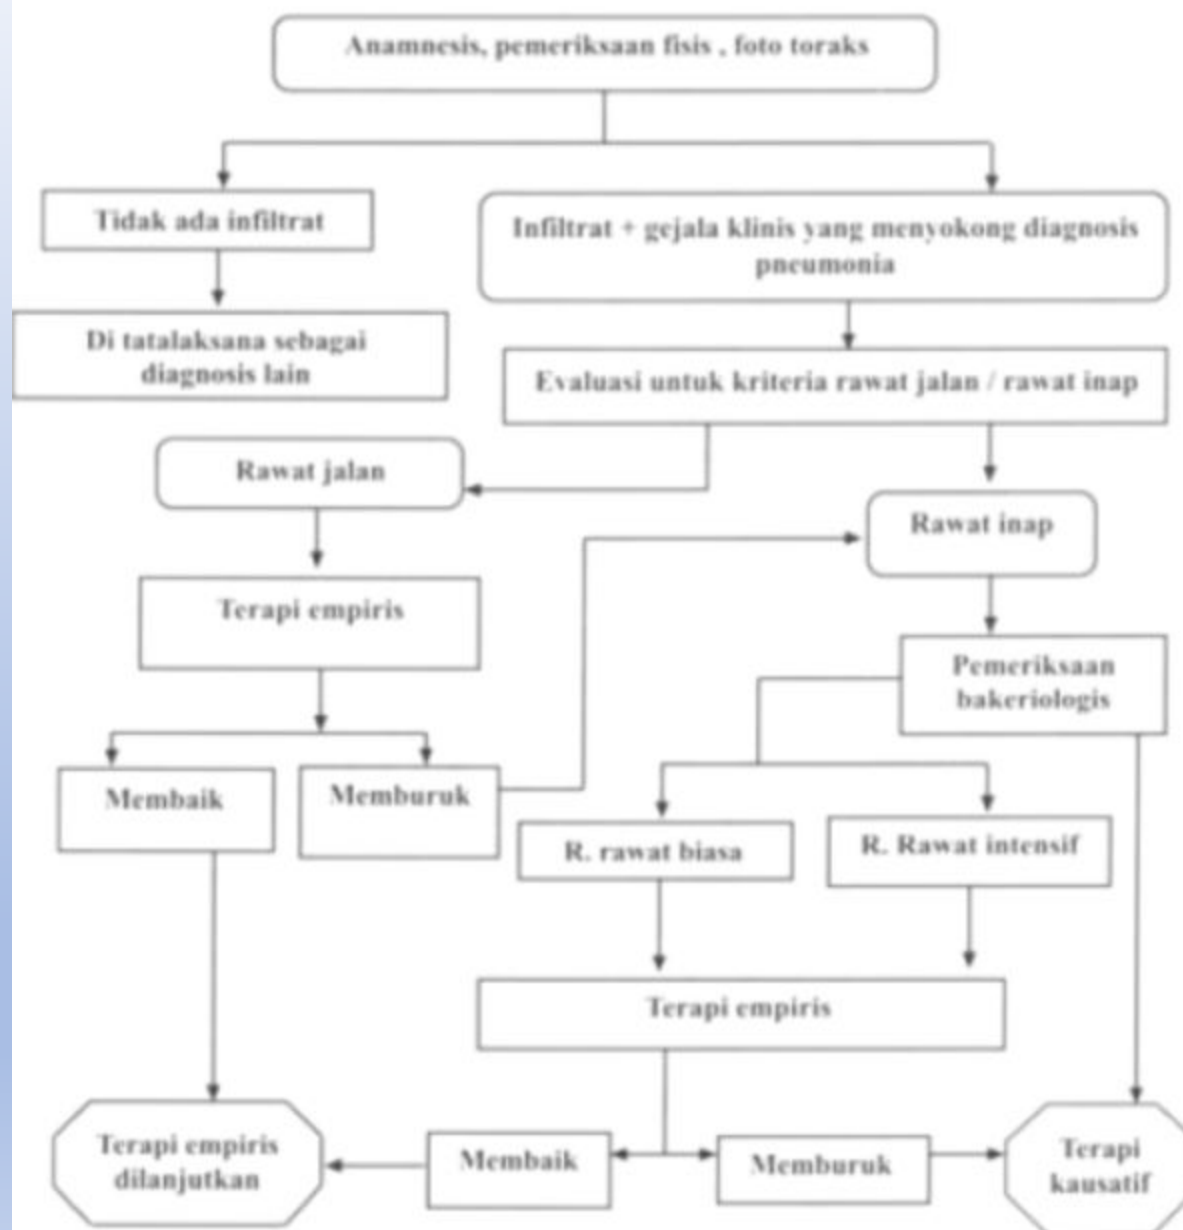 Anamnesis, pemeriksaan fisis , foto toraks
Tidak ada infiltrat
Infiltrat + gejala klinis yang menyokong diagnosis
pneumonia
Di tatalaksana sebagai
diagnosis lain
Evaluasi untuk kriteria rawat jalan / rawat inap
Rawat jalan
Rawat inap
Terapi empiris
Pemeriksaan
bakeriologis
Membaik
Memburuk
R. rawat biasa
R. Rawat intensif
Terapi empiris
Terapi empiris
dilanjutkan
Membaik
Memburuk
Terapi
kausatif